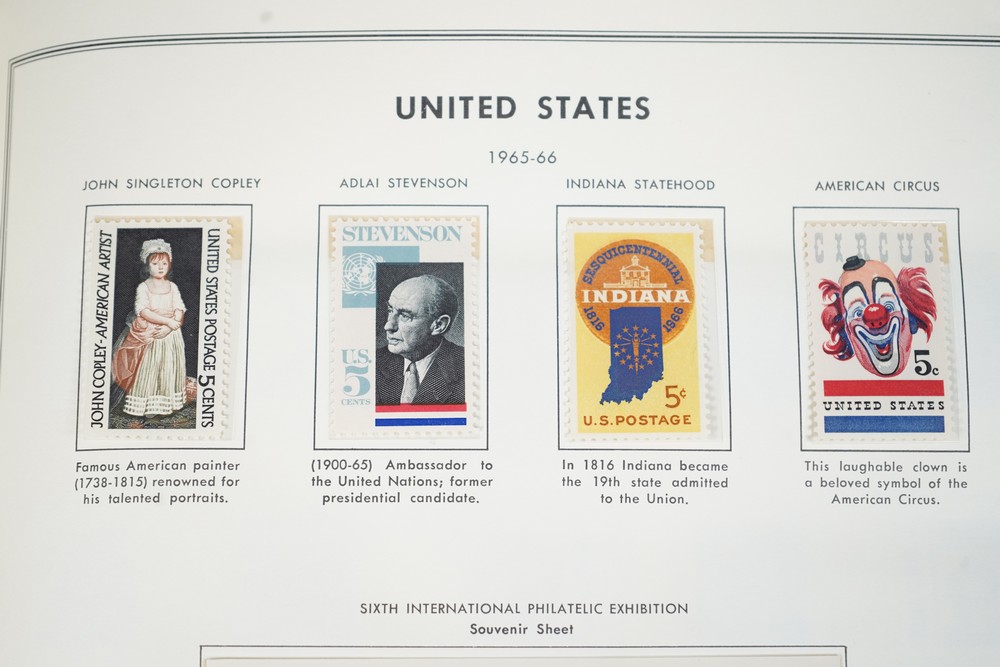 UNITED STATES
1965-66
JOHN SINGLETON COPLEY
JOHN COPLEY-AMERICAN ARTIST
UNITED STATES POSTAGE 5 CENTS
Famous American painter
(1738-1815) renowned for
his talented portraits.
ADLAI STEVENSON
STEVENSON
U.S.
5
CENTS
(1900-65) Ambassador to
the United Nations; former
presidential candidate.
INDIANA STATEHOOD
SESQUICENTENNIAL
INDIANA
1816 1966
5¢
U.S. POSTAGE
In 1816 Indiana became
the 19th state admitted
to the Union.
AMERICAN CIRCUS
CIRCUS
5c
UNITED STATES
This laughable clown is
a beloved symbol of the
American Circus.
SIXTH INTERNATIONAL PHILATELIC EXHIBITION
Souvenir Sheet